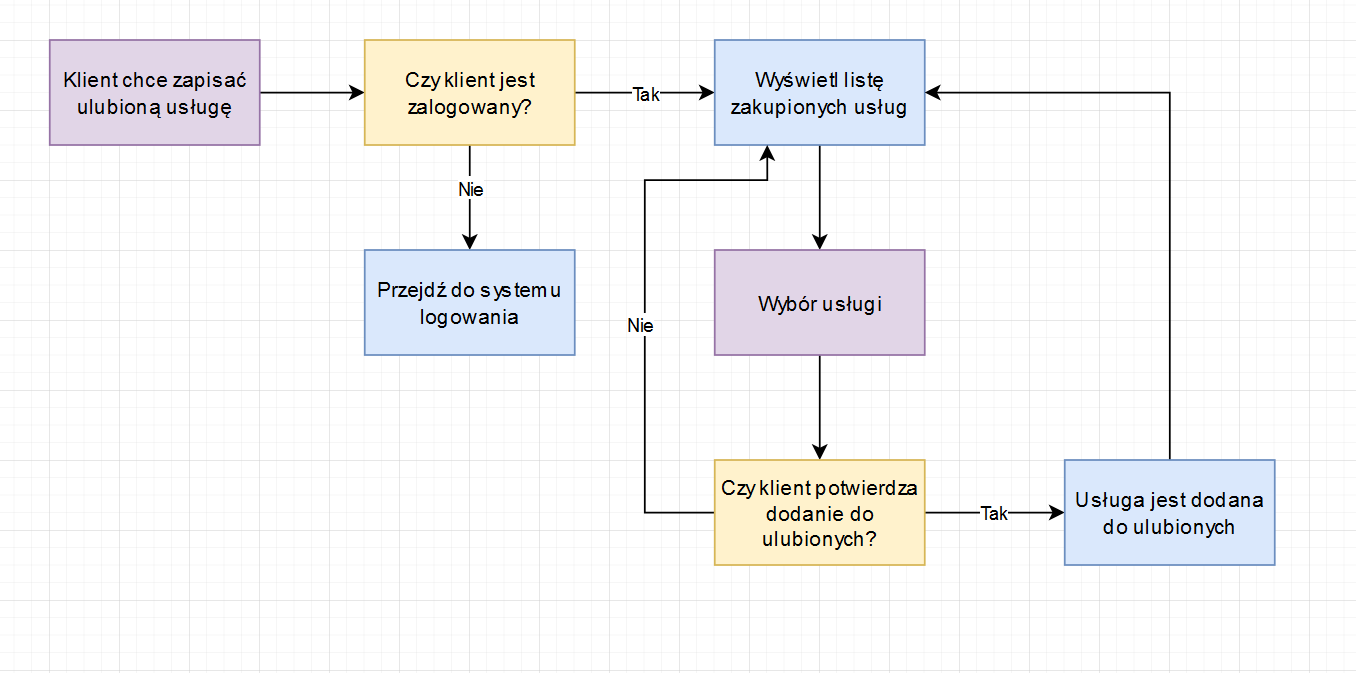 Klient chce zapisać
ulubioną usługę
Czy klient jest
zalogowany?
Tak
Wyświetl listę
zakupionych usług
Nie
Przejdź do systemu
logowania
Wybór usługi
Nie
Czy klient potwierdza
dodanie do
ulubionych?
Tak
Usługa jest dodana
do ulubionych